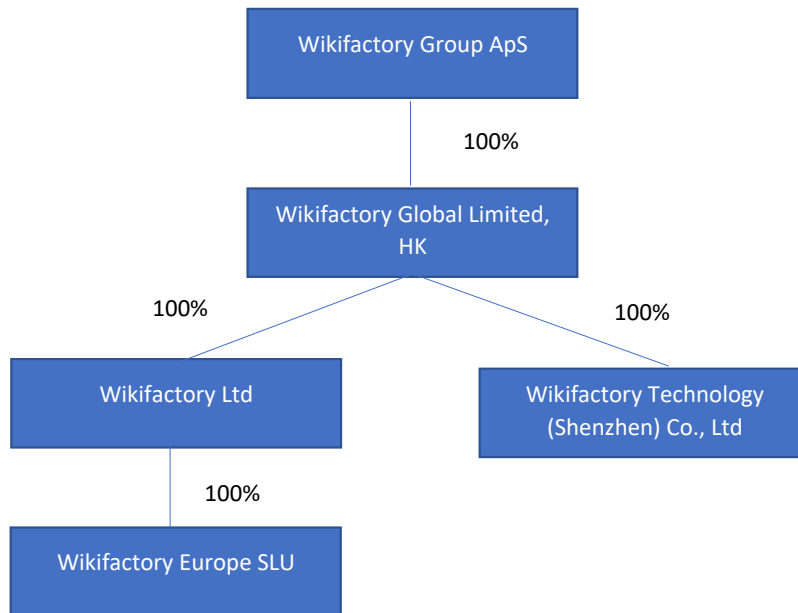 Wikifactory Group ApS
100%
Wikifactory Global Limited,
HK
100%
100%
Wikifactory Ltd
Wikifactory Technology
(Shenzhen) Co., Ltd
100%
Wikifactory Europe SLU